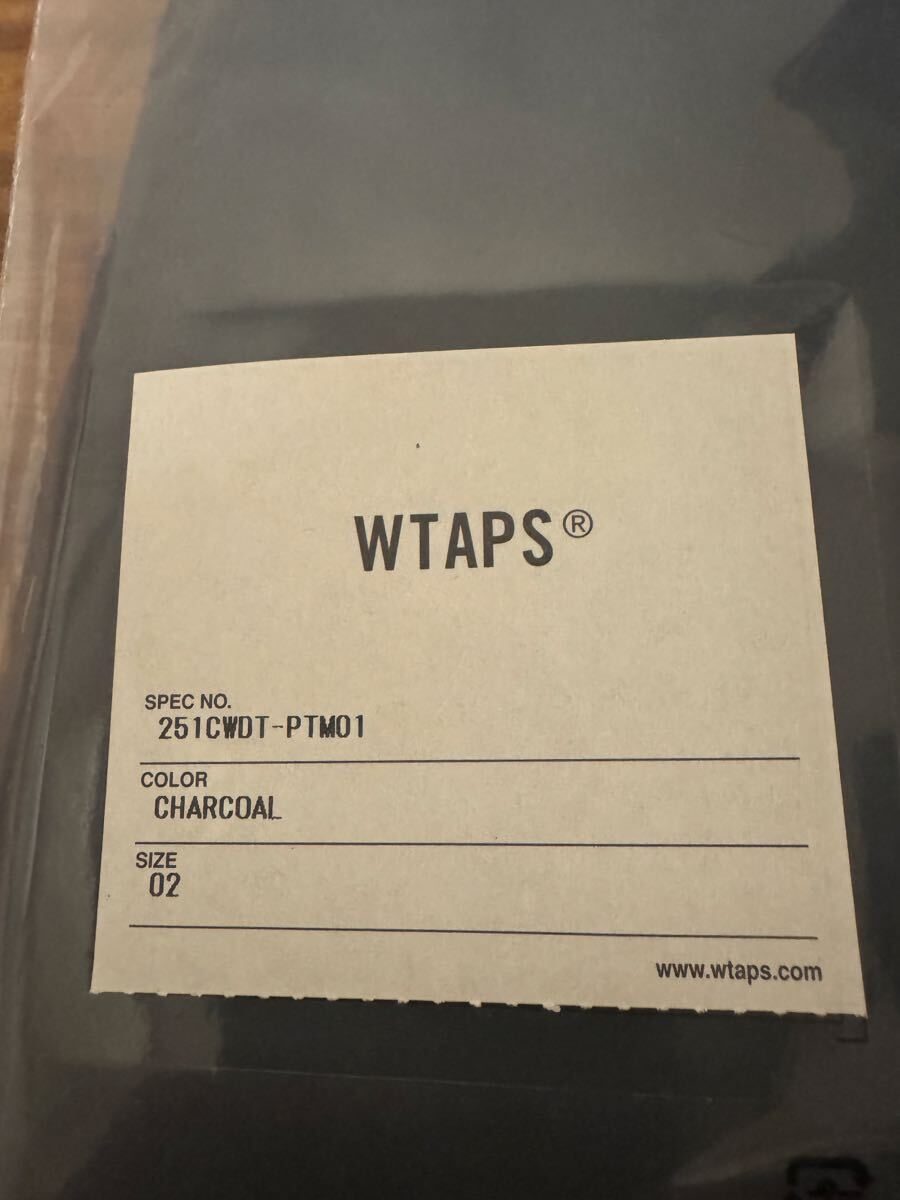 WTAPS®
SPEC NO.
251CWDT-PTM01
COLOR
CHARCOAL
SIZE
02
www.wtaps.com